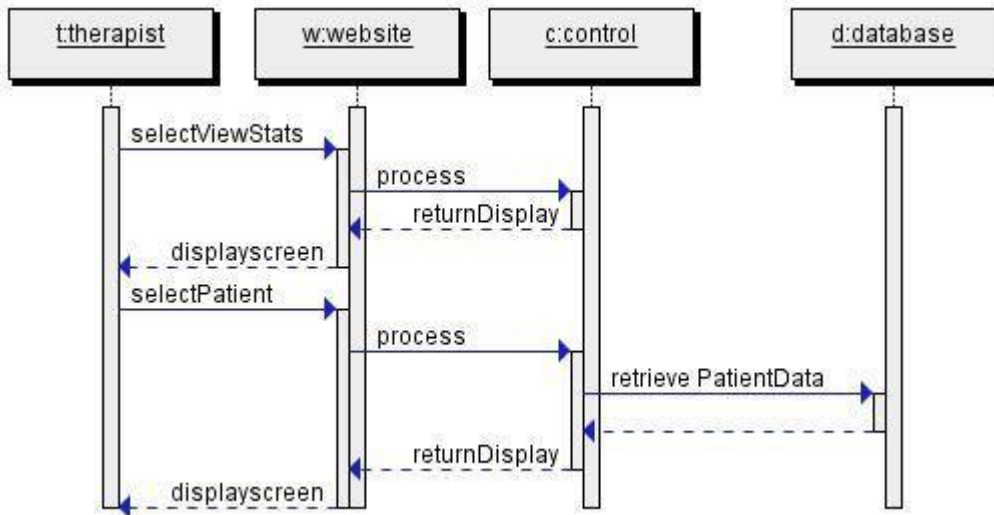 t:therapist
w:website
c:control
d:database
selectViewStats
process
returnDisplay
displayscreen
selectPatient
process
retrieve PatientData
returnDisplay
displayscreen